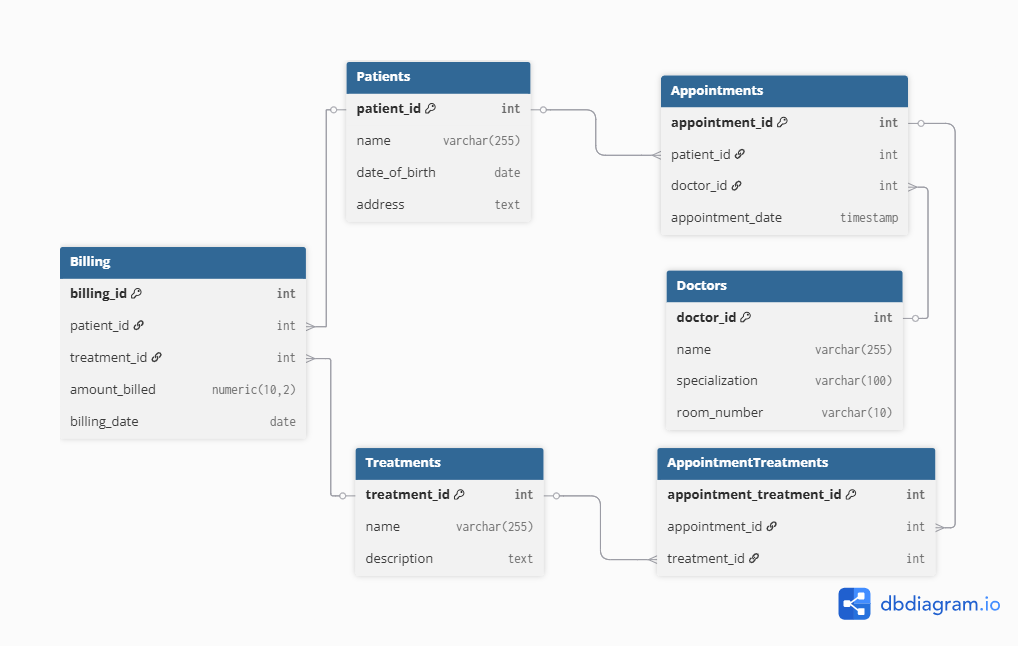 Patients
patient_id int
name varchar(255)
date_of_birth date
address text
Appointments
appointment_id int
patient_id int
doctor_id int
appointment_date timestamp
Billing
billing_id int
patient_id int
treatment_id int
amount_billed numeric(10,2)
billing_date date
Doctors
doctor_id int
name varchar(255)
specialization varchar(100)
room_number varchar(10)
Treatments
treatment_id int
name varchar(255)
description text
AppointmentTreatments
appointment_treatment_id int
appointment_id int
treatment_id int
dbdiagram.io